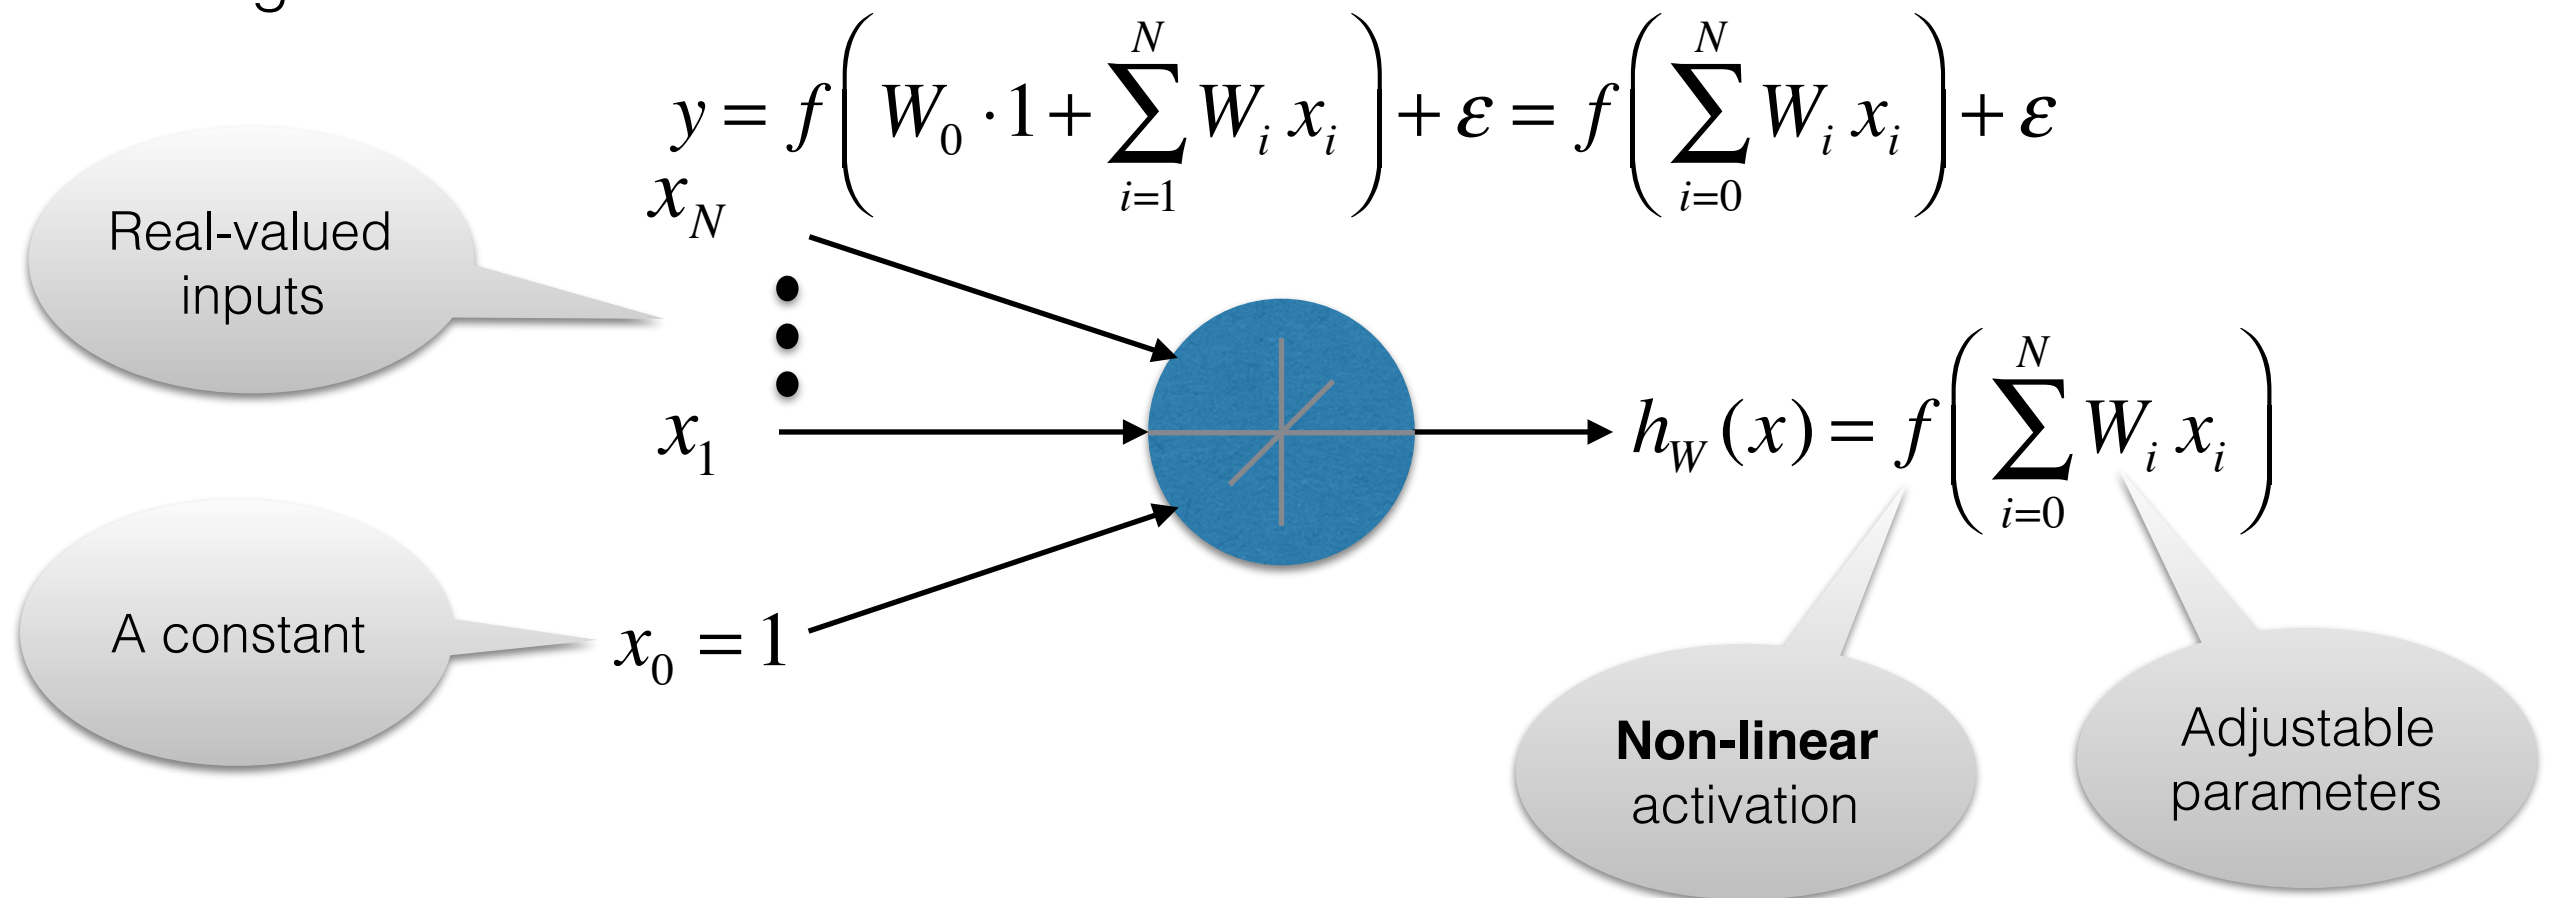 y = f( W_0 · 1 + ∑_{i=1}^{N} W_i x_i ) + ε = f( ∑_{i=0}^{N} W_i x_i ) + ε
x_N
Real-valued
inputs
x_1
h_W (x) = f( ∑_{i=0}^{N} W_i x_i )
A constant
x_0 = 1
Non-linear
activation
Adjustable
parameters